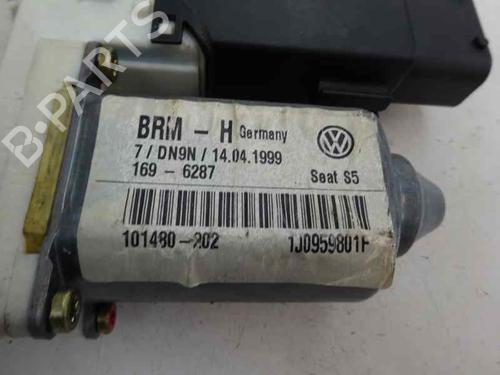 B-PARTS
BRM - H Germany
7 / DN9N / 14.04.1999
169 - 6287 Seat S5
101480-202 1J0959801F